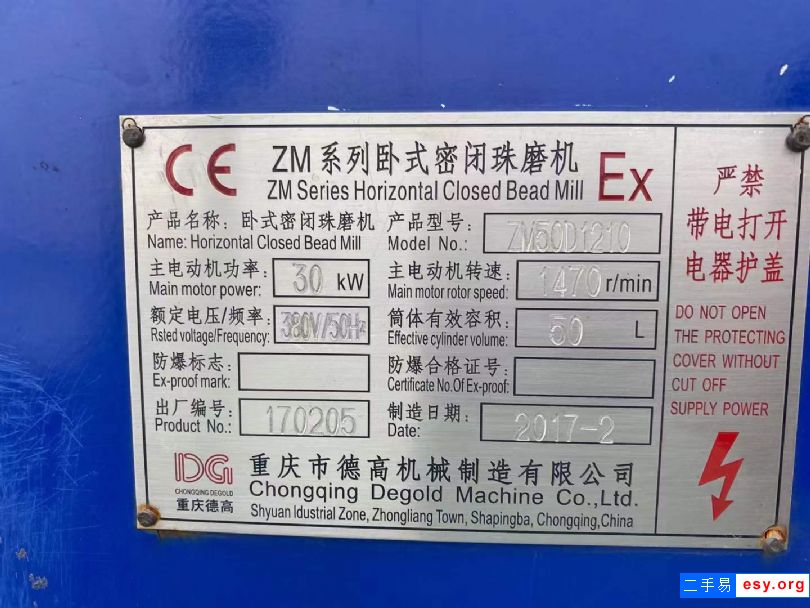 CE
ZM系列卧式密闭珠磨机
ZM Series Horizontal Closed Bead Mill
Ex
产品名称: 卧式密闭珠磨机
Name: Horizontal Closed Bead Mill
产品型号:
Model No.: ZM50D1210
主电动机功率:
Main motor power: 30 kW
主电动机转速:
Main motor rotor speed: 1470 r/min
额定电压/频率:
Rsted voltage/Frequency: 380V/50Hz
筒体有效容积:
Effective cylinder volume: 50 L
防爆标志:
Ex-proof mark:
防爆合格证号:
Certificate No.Of Ex-proof:
出厂编号:
Product No.: 170205
制造日期:
Date: 2017-2
DG
CHONGQING DEGOLD
重庆德高
重庆市德高机械制造有限公司
Chongqing Degold Machine Co.,Ltd.
Shyuan Idustrial Zone, Zhongliang Town, Shapingba, Chongqing,China
严禁
带电打开
电器护盖
DO NOT OPEN
THE PROTECTING
COVER WITHOUT
CUT OFF
SUPPLY POWER
二手易 esy.org